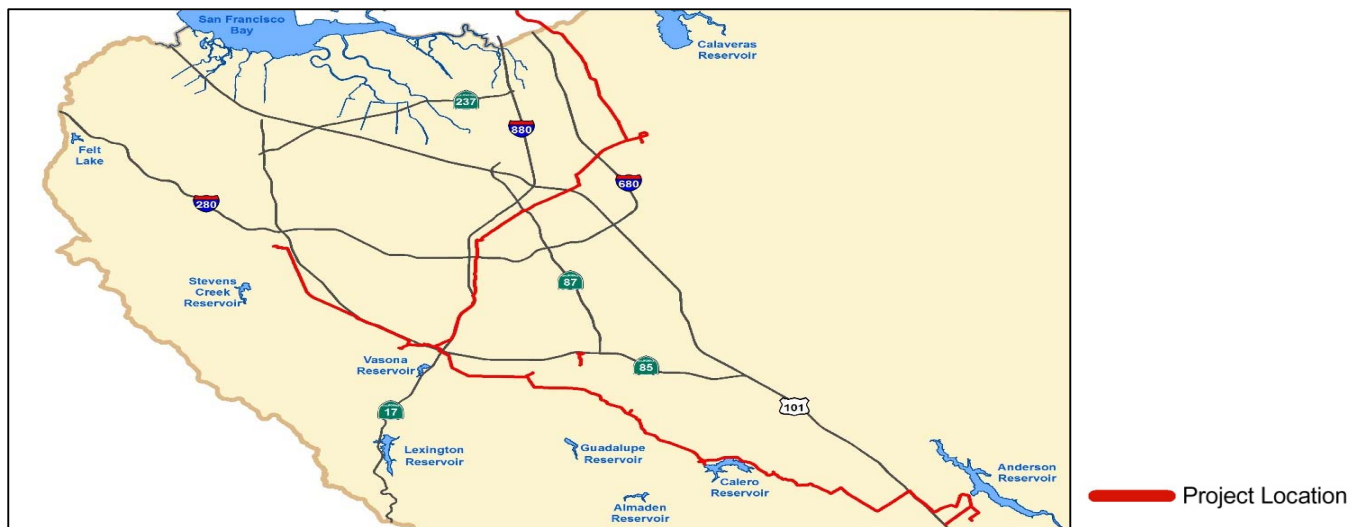 San Francisco
Bay
Calaveras
Reservoir
237
880
Felt
Lake
680
280
87
Stevens
Creek
Reservoir
Vasona
Reservoir
85
101
17
Lexington
Reservoir
Guadalupe
Reservoir
Calero
Reservoir
Anderson
Reservoir
Almaden
Reservoir
Project Location